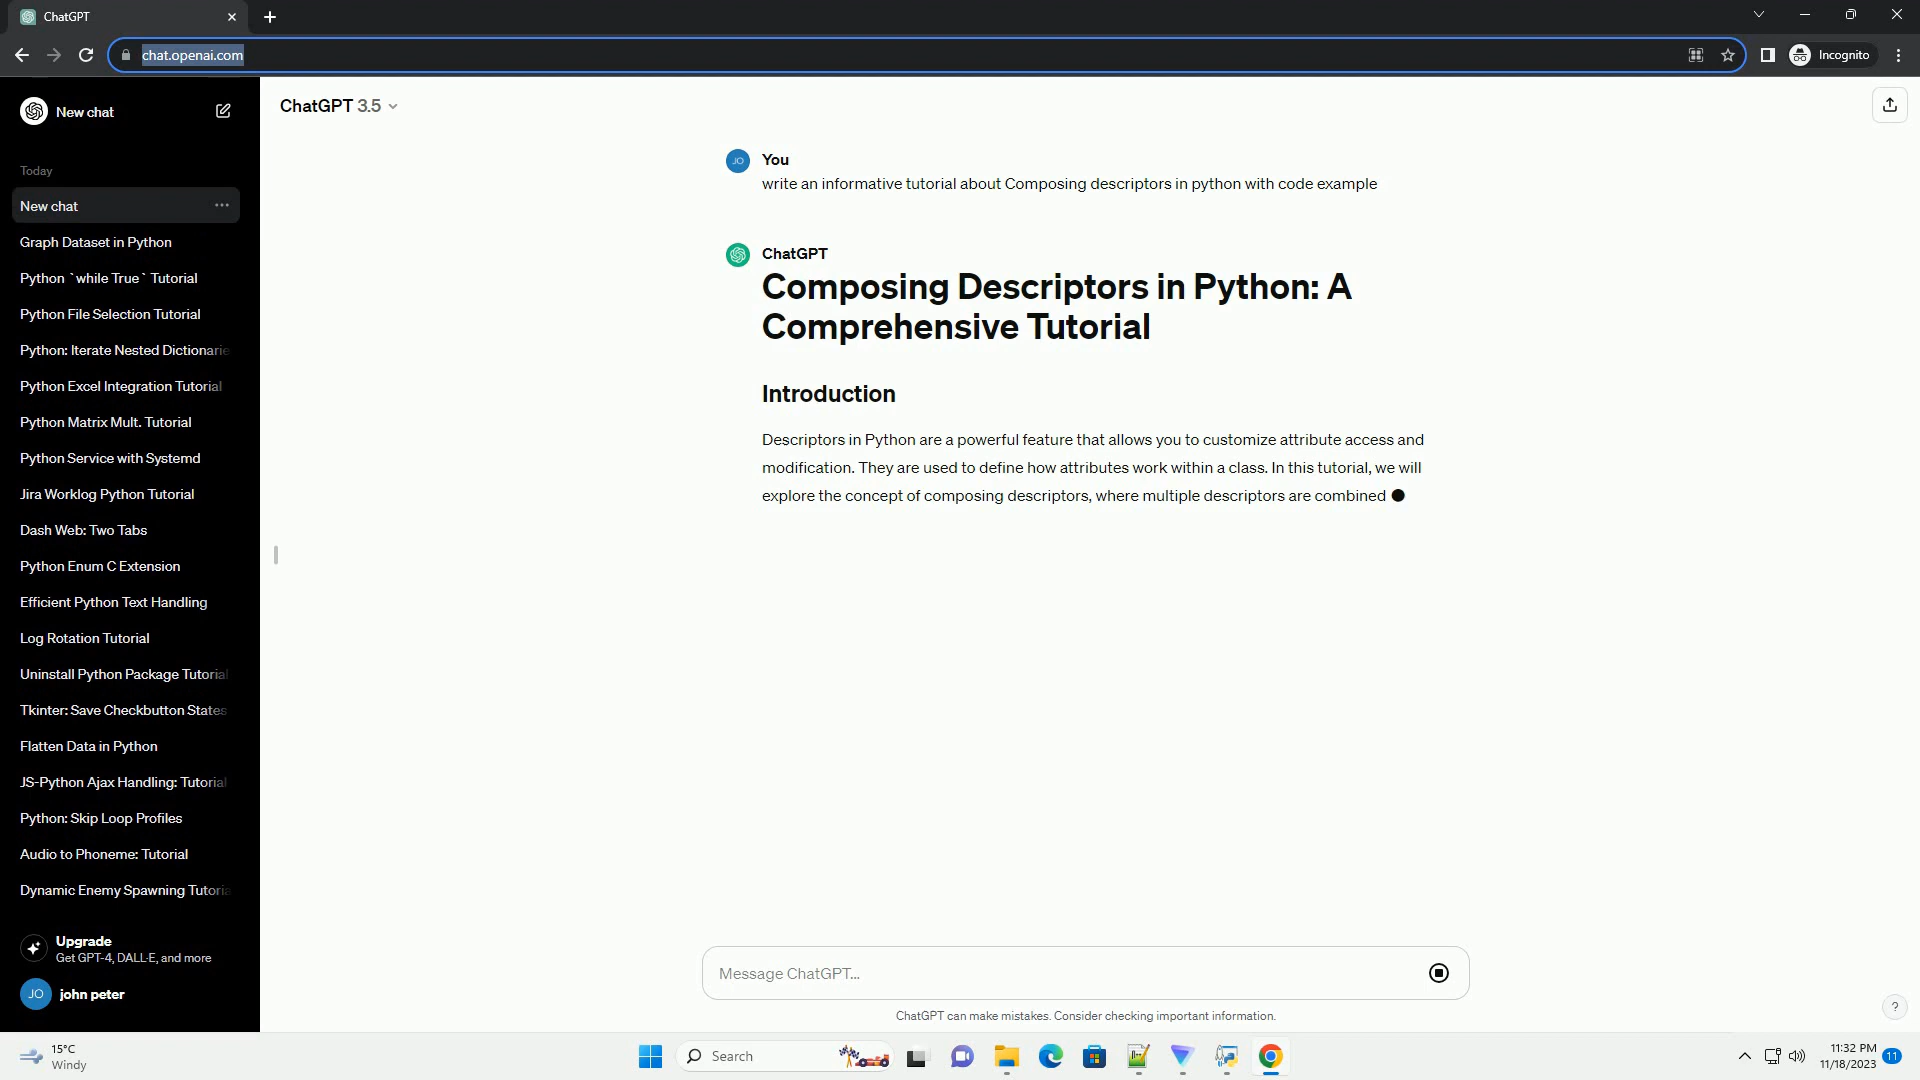 ChatGPT
chat.openai.com
Incognito
New chat
Today
New chat
Graph Dataset in Python
Python `while True` Tutorial
Python File Selection Tutorial
Python: Iterate Nested Dictionarie
Python Excel Integration Tutorial
Python Matrix Mult. Tutorial
Python Service with Systemd
Jira Worklog Python Tutorial
Dash Web: Two Tabs
Python Enum C Extension
Efficient Python Text Handling
Log Rotation Tutorial
Uninstall Python Package Tutorial
Tkinter: Save Checkbutton States
Flatten Data in Python
JS-Python Ajax Handling: Tutorial
Python: Skip Loop Profiles
Audio to Phoneme: Tutorial
Dynamic Enemy Spawning Tutoria
Upgrade
Get GPT-4, DALL·E, and more
JO john peter
ChatGPT 3.5
JO You
write an informative tutorial about Composing descriptors in python with code example
ChatGPT
Composing Descriptors in Python: A
Comprehensive Tutorial
Introduction
Descriptors in Python are a powerful feature that allows you to customize attribute access and
modification. They are used to define how attributes work within a class. In this tutorial, we will
explore the concept of composing descriptors, where multiple descriptors are combined
Message ChatGPT...
ChatGPT can make mistakes. Consider checking important information.
?
15°C
Windy
Search
11:32 PM
11/18/2023
11